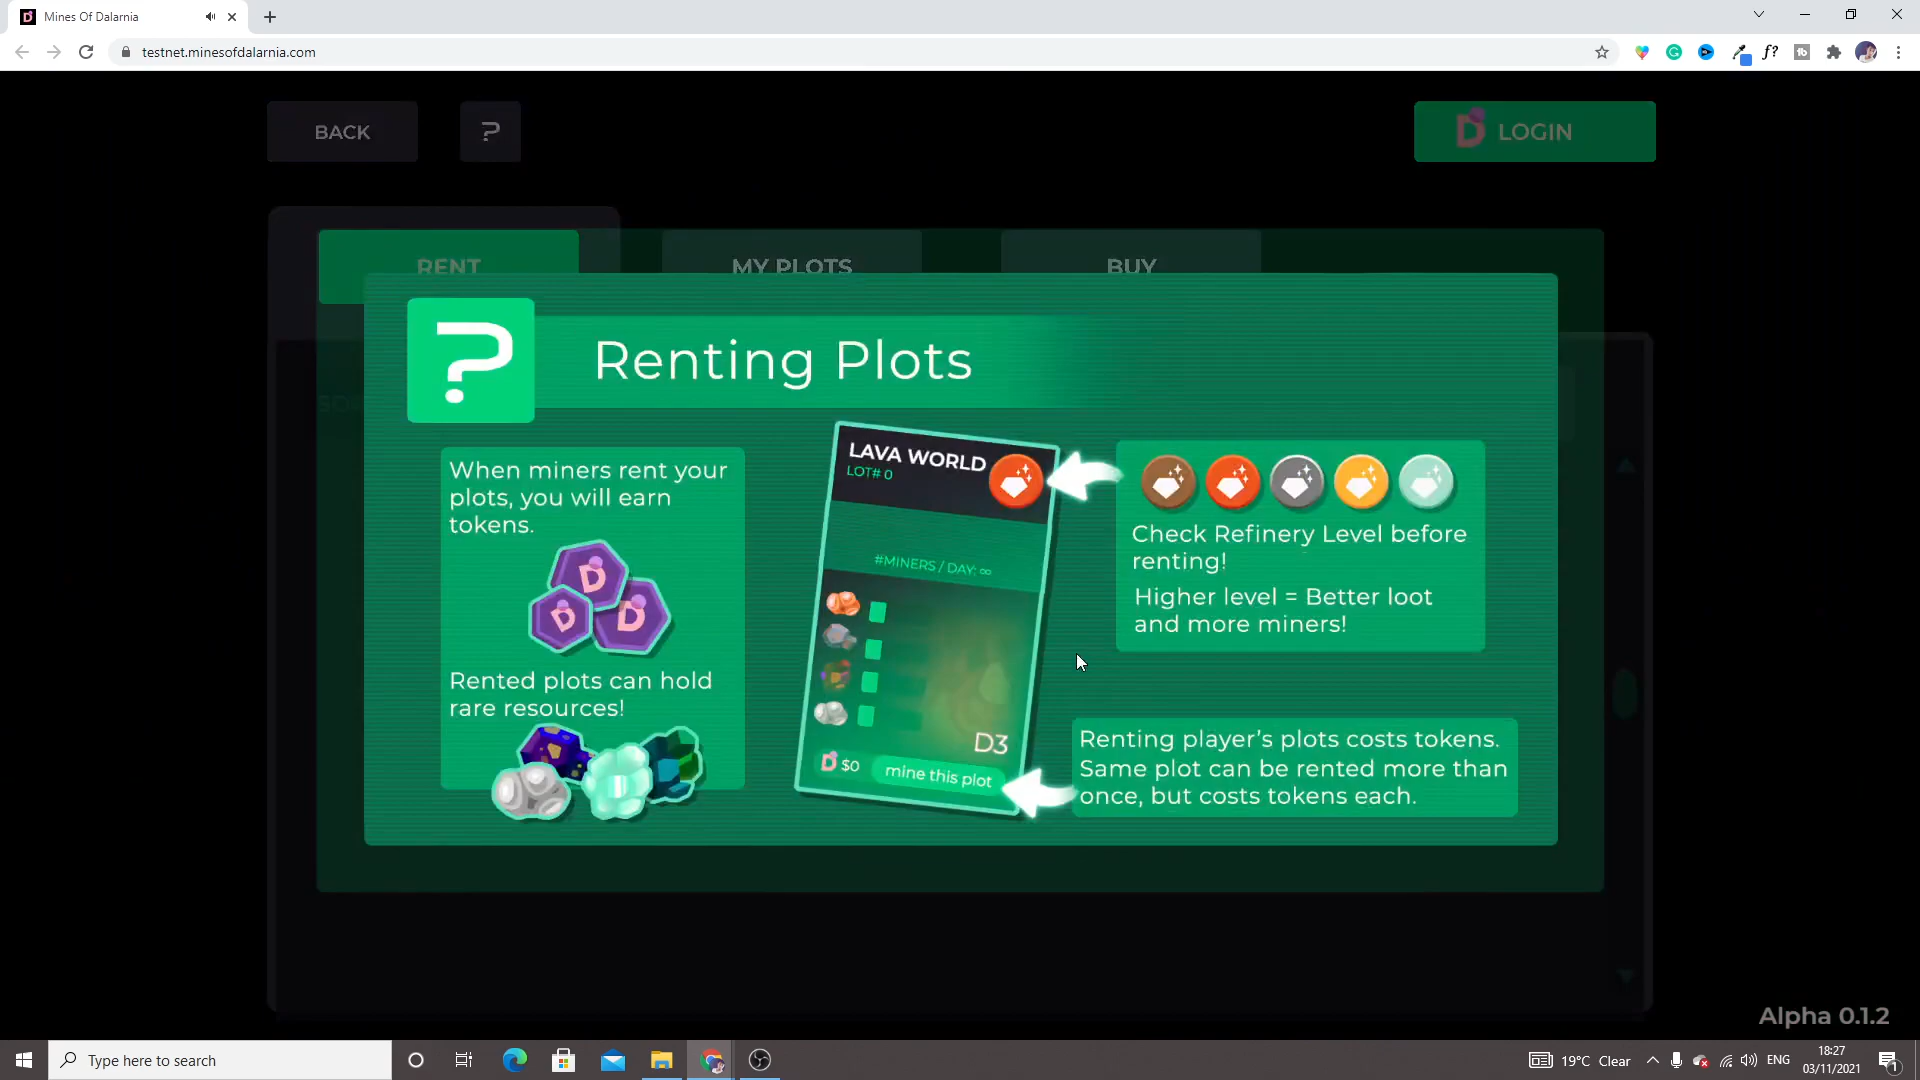 Mines Of Dalarnia
testnet.minesofdalarnia.com
BACK
?
LOGIN
RENT
MY PLOTS
BUY
?
Renting Plots
When miners rent your
plots, you will earn
tokens.
Rented plots can hold
rare resources!
LAVA WORLD
LOT# 0
#MINERS / DAY: ∞
D3
$0
mine this plot
Check Refinery Level before
renting!
Higher level = Better loot
and more miners!
Renting player's plots costs tokens.
Same plot can be rented more than
once, but costs tokens each.
Alpha 0.1.2
Type here to search
19°C Clear
ENG
18:27
03/11/2021